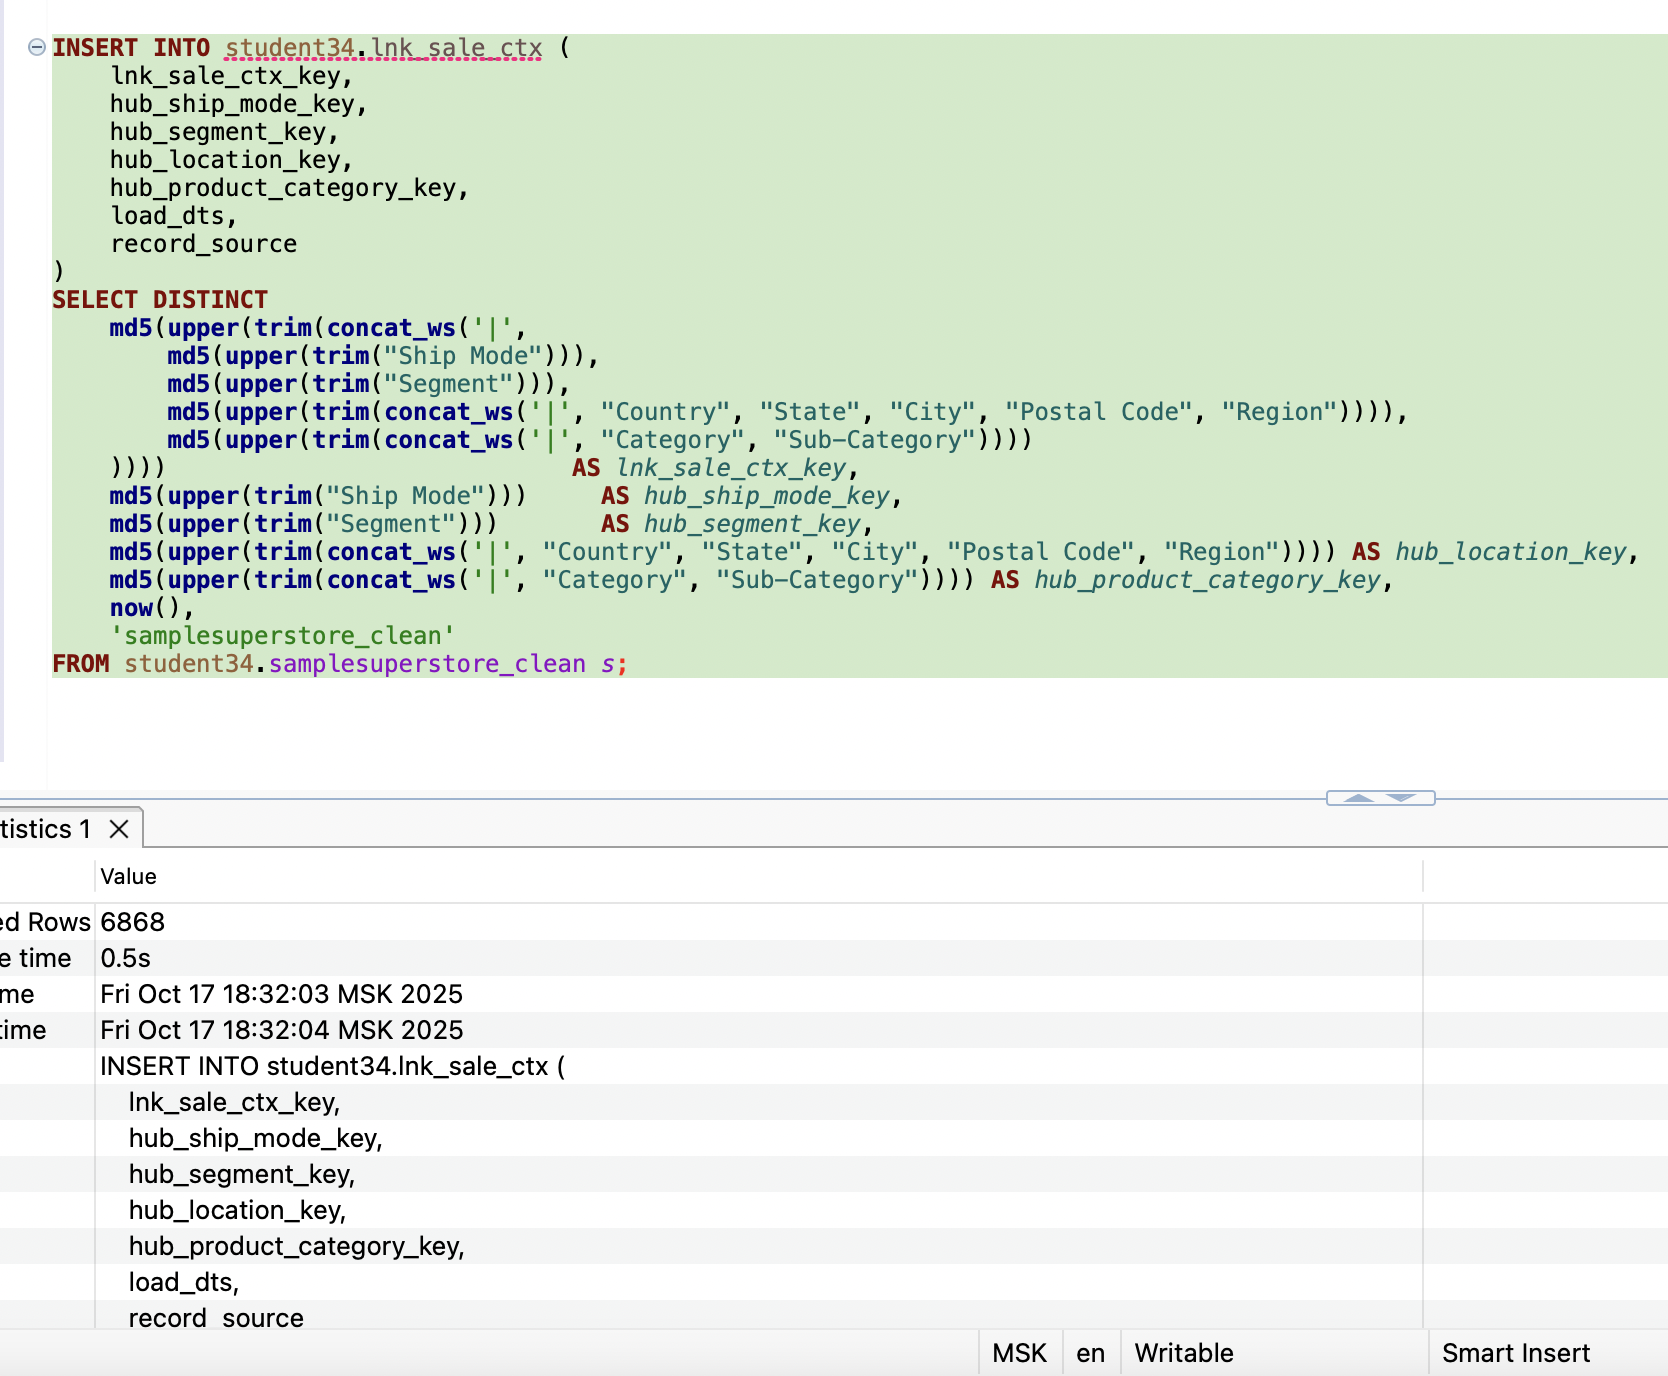 INSERT INTO student34.lnk_sale_ctx (
    lnk_sale_ctx_key,
    hub_ship_mode_key,
    hub_segment_key,
    hub_location_key,
    hub_product_category_key,
    load_dts,
    record_source
)
SELECT DISTINCT
    md5(upper(trim(concat_ws('|',
        md5(upper(trim("Ship Mode"))),
        md5(upper(trim("Segment"))),
        md5(upper(trim(concat_ws('|', "Country", "State", "City", "Postal Code", "Region")))),
        md5(upper(trim(concat_ws('|', "Category", "Sub-Category"))))
    ))))                            AS lnk_sale_ctx_key,
    md5(upper(trim("Ship Mode")))     AS hub_ship_mode_key,
    md5(upper(trim("Segment")))       AS hub_segment_key,
    md5(upper(trim(concat_ws('|', "Country", "State", "City", "Postal Code", "Region")))) AS hub_location_key,
    md5(upper(trim(concat_ws('|', "Category", "Sub-Category")))) AS hub_product_category_key,
    now(),
    'samplesuperstore_clean'
FROM student34.samplesuperstore_clean s;
tistics 1
Value
ed Rows 6868
e time 0.5s
me Fri Oct 17 18:32:03 MSK 2025
time Fri Oct 17 18:32:04 MSK 2025
INSERT INTO student34.lnk_sale_ctx (
    lnk_sale_ctx_key,
    hub_ship_mode_key,
    hub_segment_key,
    hub_location_key,
    hub_product_category_key,
    load_dts,
    record_source
MSK en Writable Smart Insert